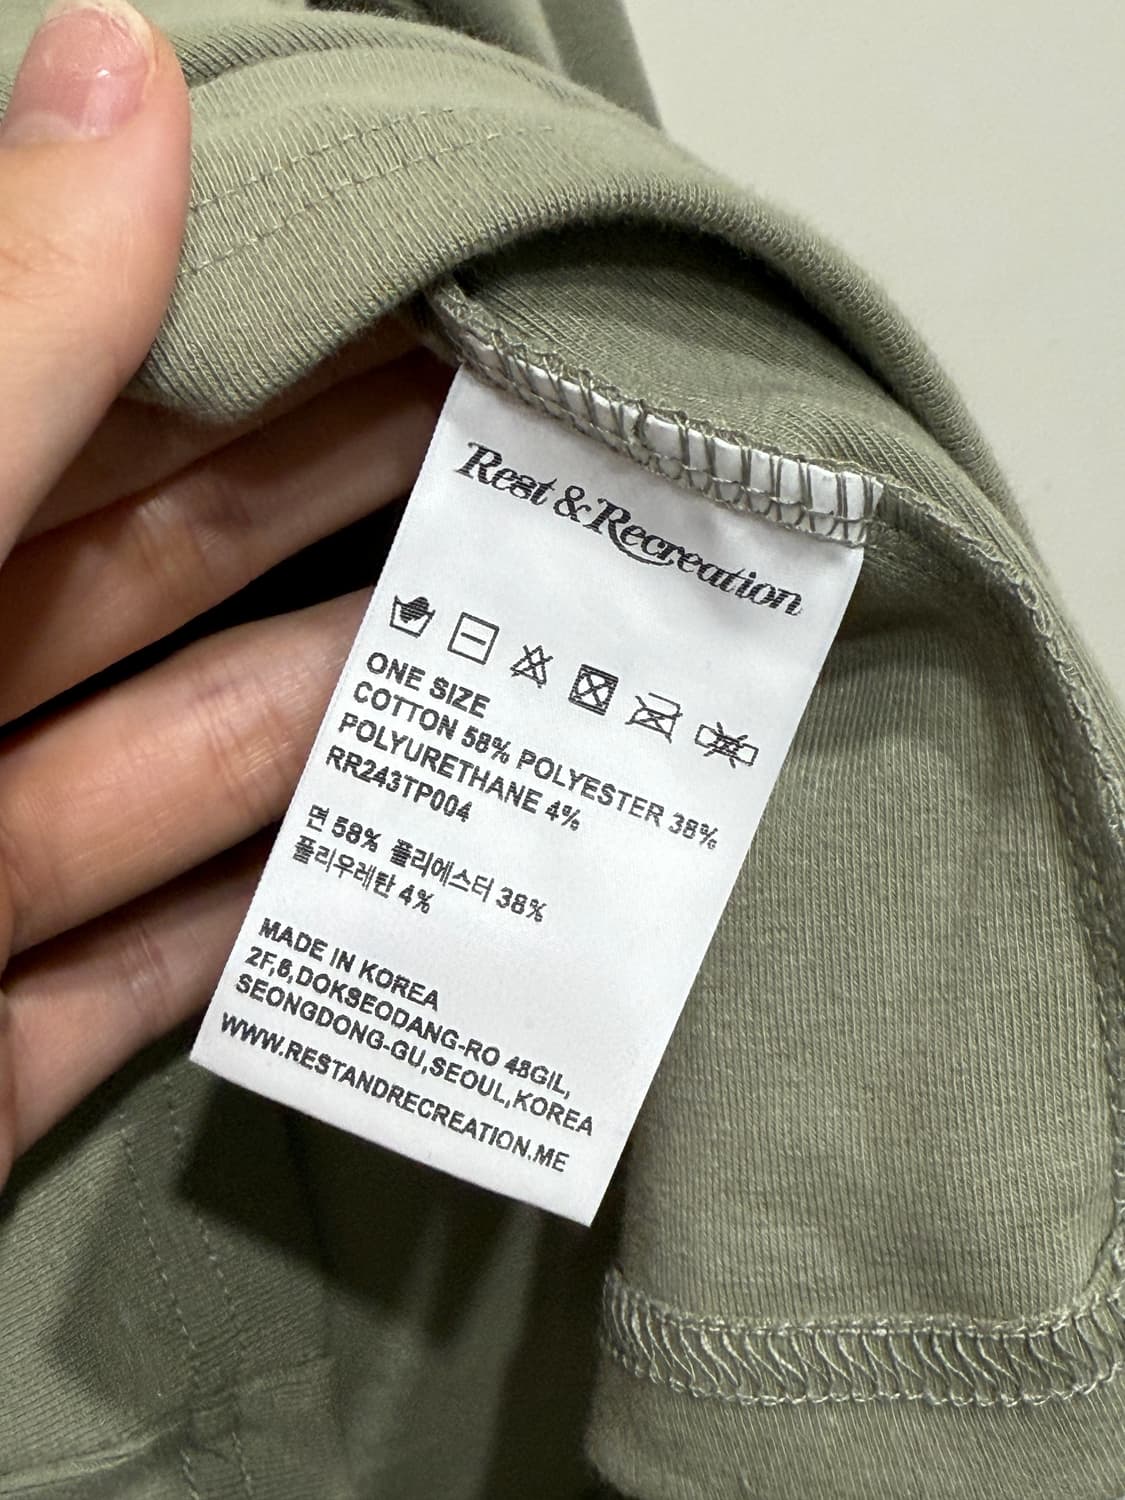 Rest & Recreation
ONE SIZE
COTTON 58% POLYESTER 38%
POLYURETHANE 4%
RR243TP004
면 58% 폴리에스터 38%
폴리우레탄 4%
MADE IN KOREA
2F,6,DOKSEODANG-RO 48GIL,
SEONGDONG-GU,SEOUL,KOREA
WWW.RESTANDRECREATION.ME